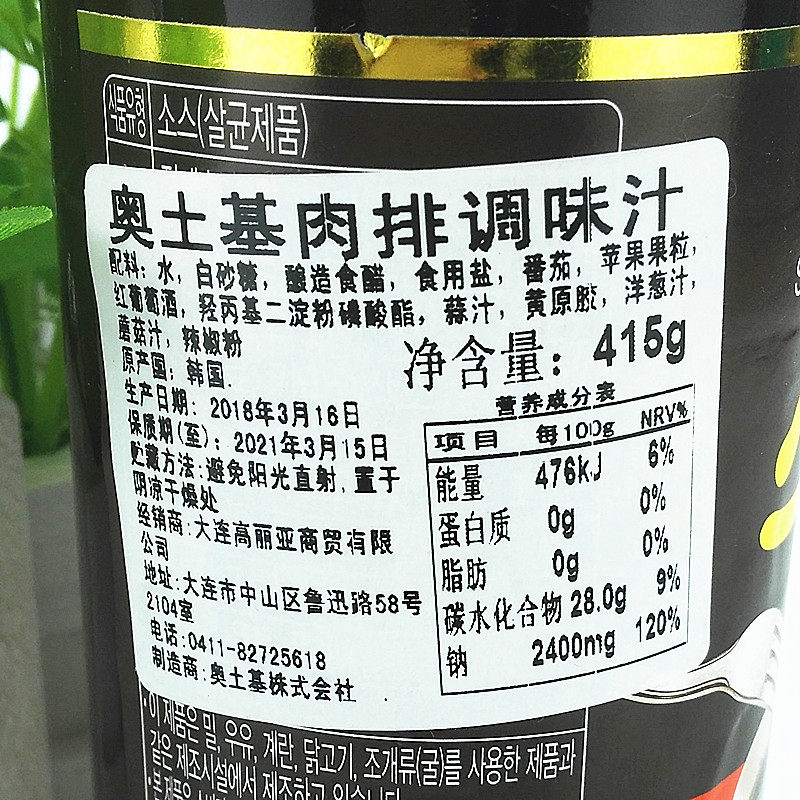 식품유형 소스(살균제품)
奥土基肉排调味汁
配料：水，白砂糖，酿造食醋，食用盐，番茄，苹果果粒，
红葡萄酒，羟丙基二淀粉磷酸酯，蒜汁，黄原胶，洋葱汁，
蘑菇汁，辣椒粉
原产国：韩国.
净含量：415g
生产日期：2018年3月16日
保质期(至)：2021年3月15日
贮藏方法:避免阳光直射,置于
阴凉干燥处
经销商:大连高丽亚商贸有限
公司
地址:大连市中山区鲁迅路58号
2104室
电话:0411-82725618
制造商:奥土基株式会社
营养成分表
项目 每100g NRV%
能量 476kJ 6%
蛋白质 0g 0%
脂肪 0g 0%
碳水化合物 28.0g 9%
钠 2400mg 120%
·이 제품은 밀, 우유, 계란, 닭고기, 조개류(굴)를 사용한 제품과
같은 제조시설에서 제조하고 있습니다.